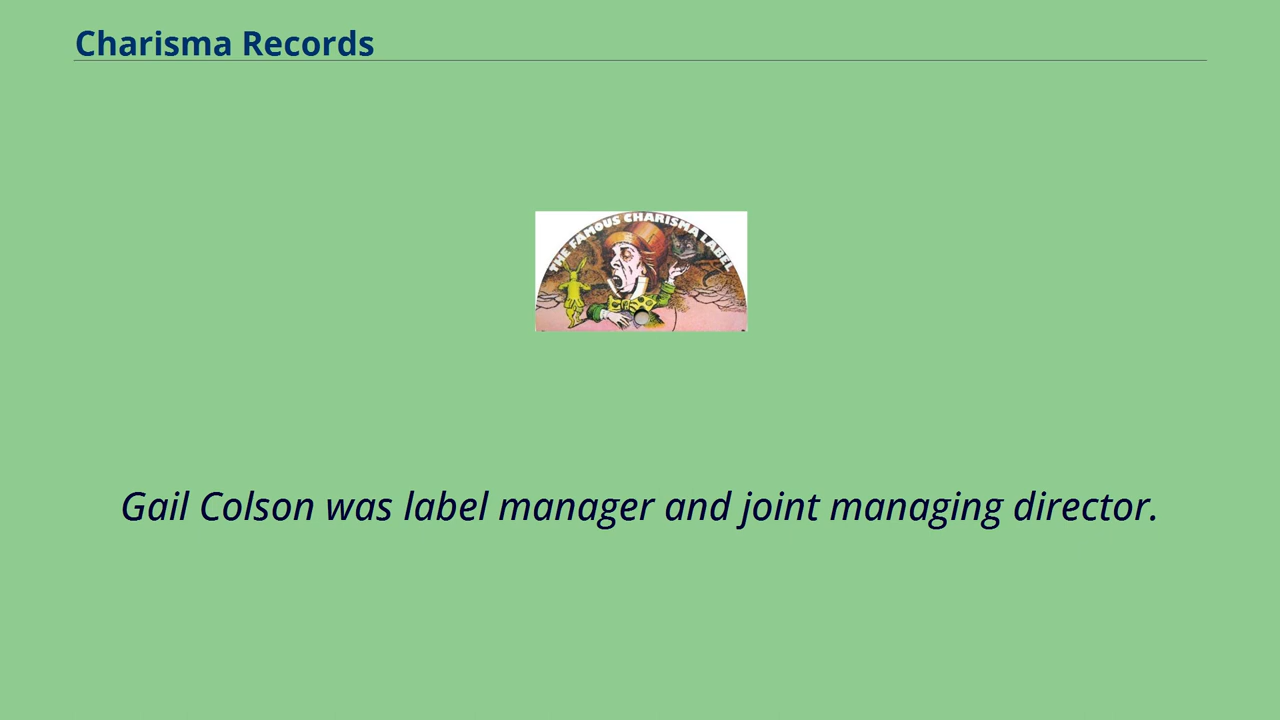 Charisma Records
THE FAMOUS CHARISMA LABEL
Gail Colson was label manager and joint managing director.